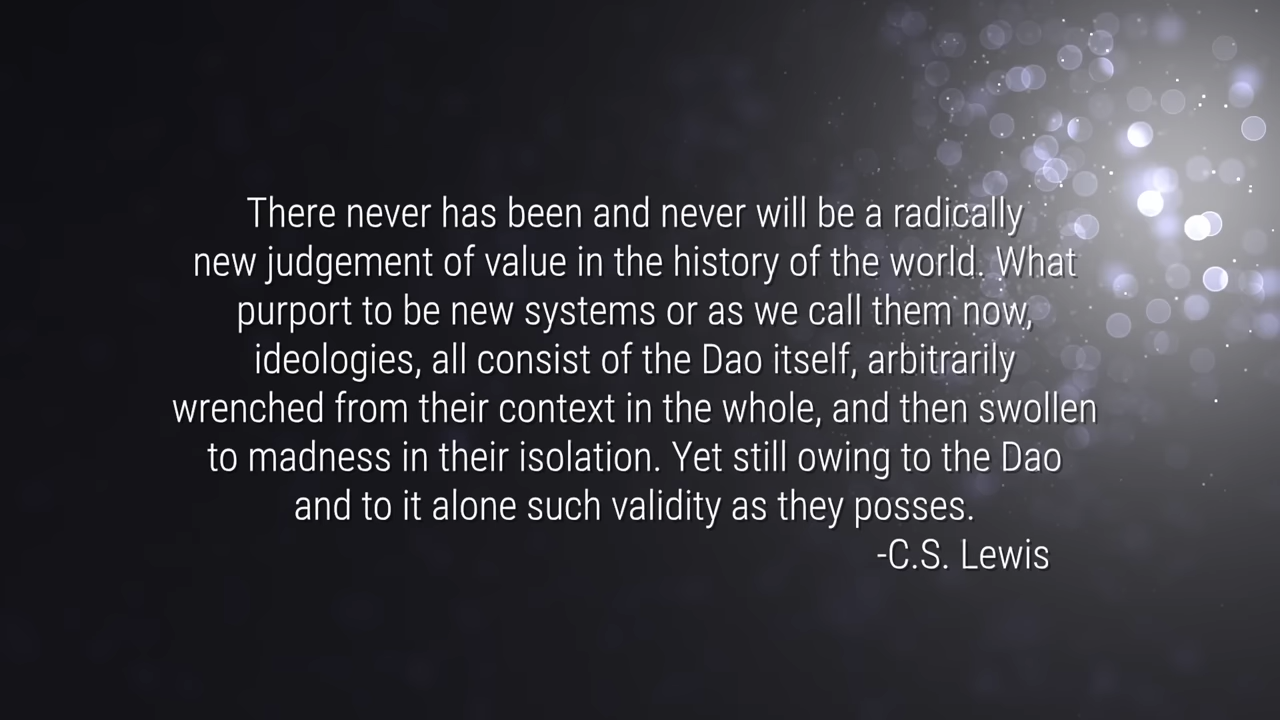 There never has been and never will be a radically
new judgement of value in the history of the world. What
purport to be new systems or as we call them now,
ideologies, all consist of the Dao itself, arbitrarily
wrenched from their context in the whole, and then swollen
to madness in their isolation. Yet still owing to the Dao
and to it alone such validity as they posses.
-C.S. Lewis